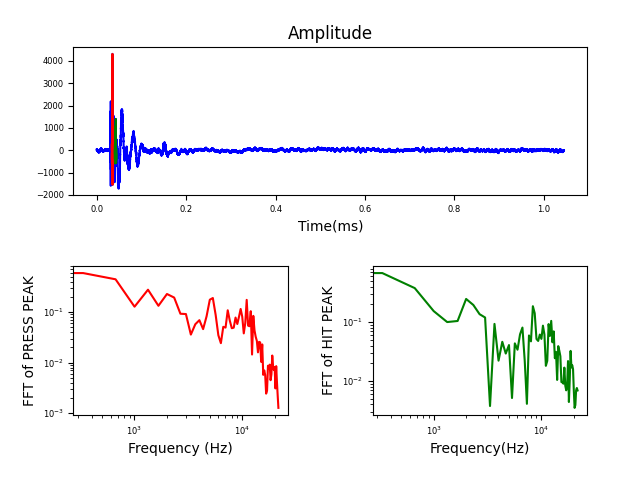 Amplitude
4000
3000
2000
1000
0
−1000
−2000
0.0 0.2 0.4 0.6 0.8 1.0
Time(ms)
FFT of PRESS PEAK
10⁻¹
10⁻²
10⁻³
10³ 10⁴
Frequency (Hz)
FFT of HIT PEAK
10⁻¹
10⁻²
10³ 10⁴
Frequency(Hz)